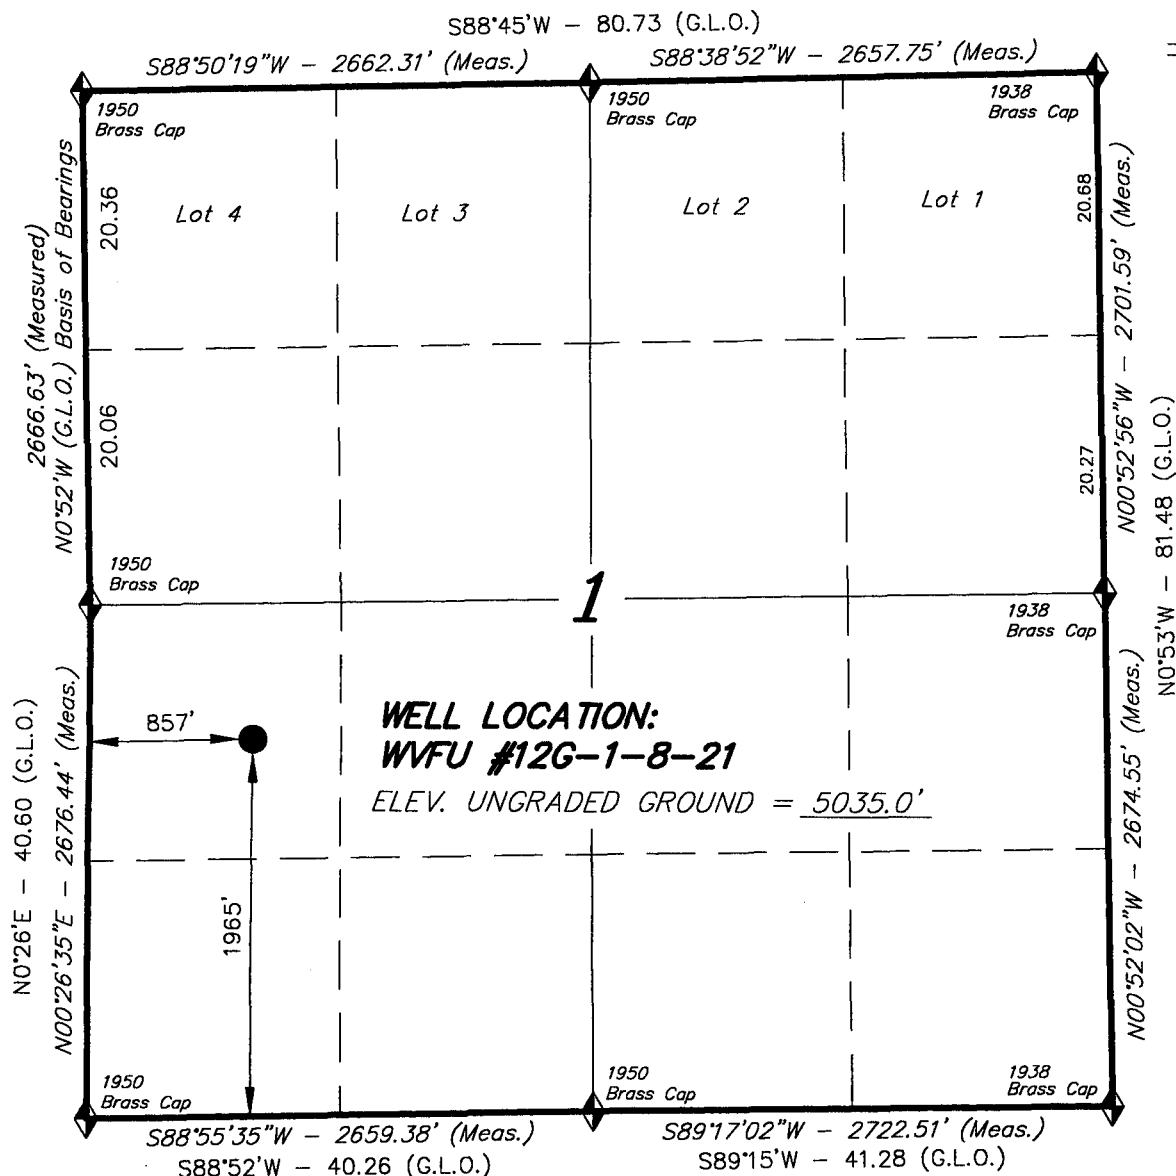 S88°45'W - 80.73 (G.L.O.)
S88°50'19"W - 2662.31' (Meas.)
S88°38'52"W - 2657.75' (Meas.)
1950
Brass Cap
1950
Brass Cap
1938
Brass Cap
2666.63' (Measured)
N0°52'W (G.L.O.) Basis of Bearings
20.36
Lot 4
Lot 3
Lot 2
Lot 1
20.68
N00°52'56"W - 2701.59' (Meas.)
20.06
20.27
N0°53'W - 81.48 (G.L.O.)
1950
Brass Cap
1
1938
Brass Cap
N0°26'E - 40.60 (G.L.O.)
N00°26'35"E - 2676.44' (Meas.)
857'
WELL LOCATION:
WVFU #12G-1-8-21
ELEV. UNGRADED GROUND = 5035.0'
1965'
N00°52'02"W - 2674.55' (Meas.)
1950
Brass Cap
1950
Brass Cap
1938
Brass Cap
S88°55'35"W - 2659.38' (Meas.)
S88°52'W - 40.26 (G.L.O.)
S89°17'02"W - 2722.51' (Meas.)
S89°15'W - 41.28 (G.L.O.)